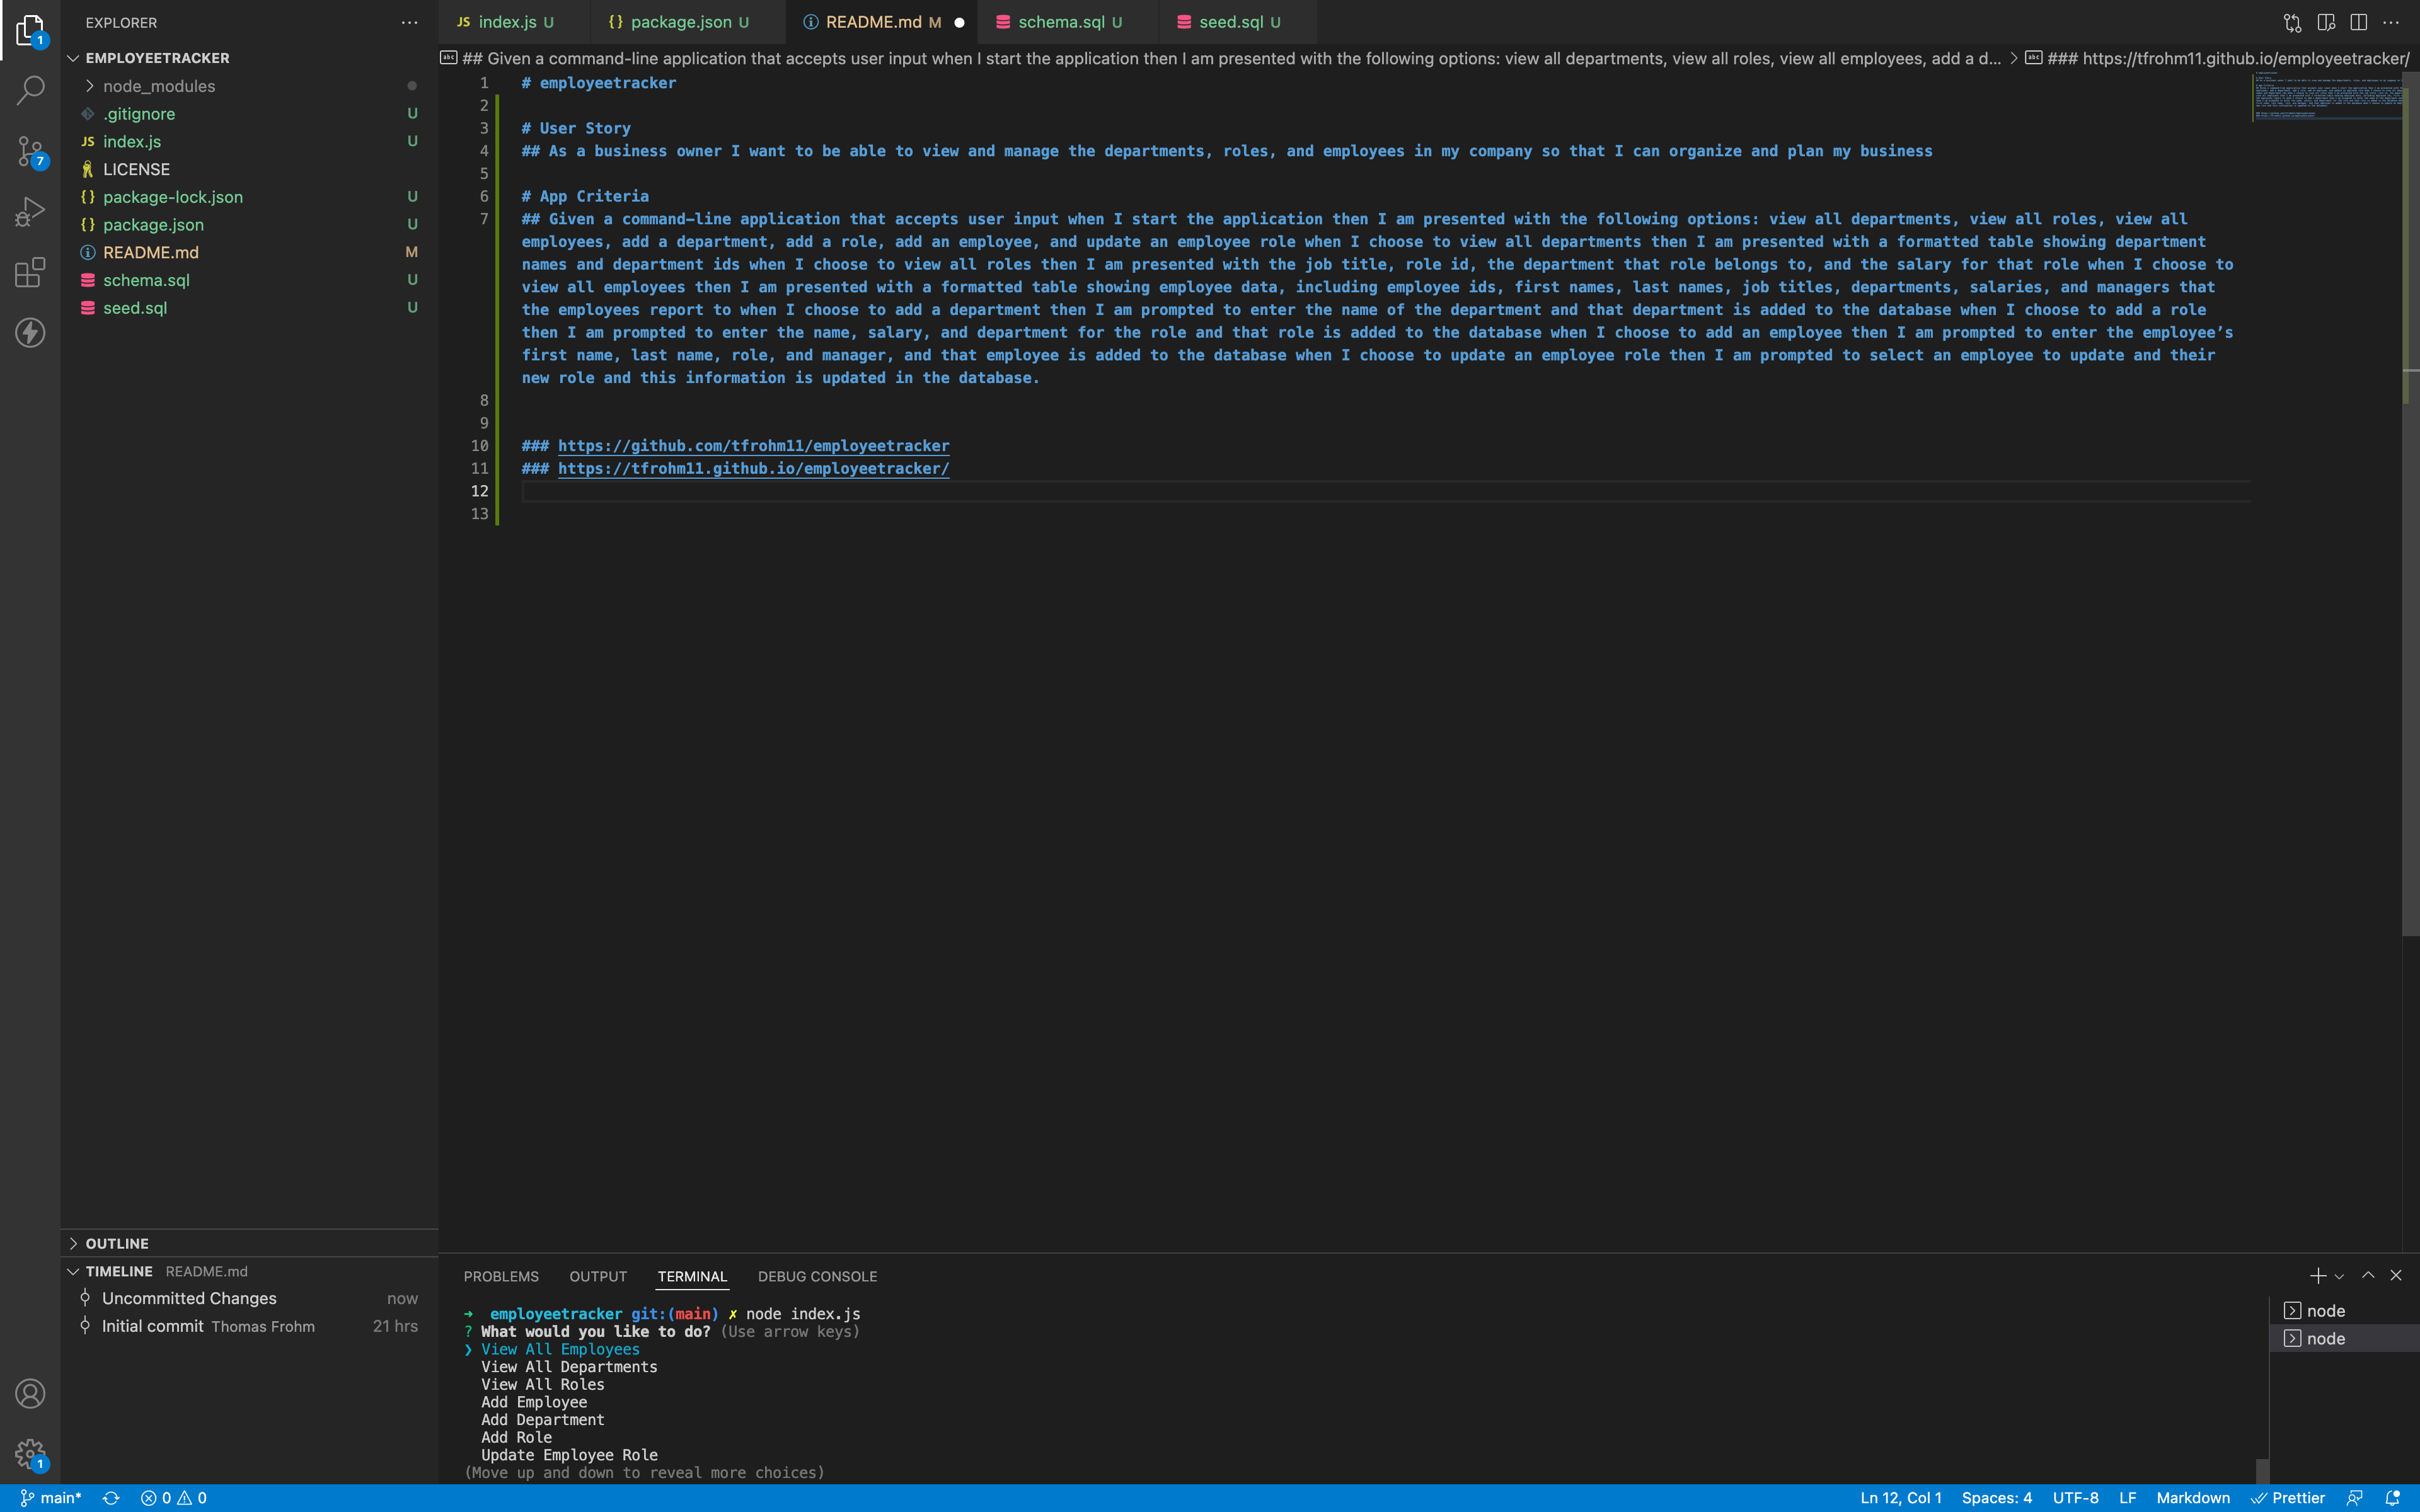 1
7
1
EXPLORER
···
EMPLOYEETRACKER
node_modules
.gitignore U
JS index.js U
LICENSE
{} package-lock.json U
{} package.json U
README.md M
schema.sql U
seed.sql U
OUTLINE
TIMELINE README.md
Uncommitted Changes now
Initial commit Thomas Frohm 21 hrs
JS index.js U {} package.json U README.md M schema.sql U seed.sql U
## Given a command-line application that accepts user input when I start the application then I am presented with the following options: view all departments, view all roles, view all employees, add a d... > ### https://tfrohm11.github.io/employeetracker/
1 # employeetracker
2
3 # User Story
4 ## As a business owner I want to be able to view and manage the departments, roles, and employees in my company so that I can organize and plan my business
5
6 # App Criteria
7 ## Given a command-line application that accepts user input when I start the application then I am presented with the following options: view all departments, view all roles, view all
employees, add a department, add a role, add an employee, and update an employee role when I choose to view all departments then I am presented with a formatted table showing department
names and department ids when I choose to view all roles then I am presented with the job title, role id, the department that role belongs to, and the salary for that role when I choose to
view all employees then I am presented with a formatted table showing employee data, including employee ids, first names, last names, job titles, departments, salaries, and managers that
the employees report to when I choose to add a department then I am prompted to enter the name of the department and that department is added to the database when I choose to add a role
then I am prompted to enter the name, salary, and department for the role and that role is added to the database when I choose to add an employee then I am prompted to enter the employee’s
first name, last name, role, and manager, and that employee is added to the database when I choose to update an employee role then I am prompted to select an employee to update and their
new role and this information is updated in the database.
8
9
10 ### https://github.com/tfrohm11/employeetracker
11 ### https://tfrohm11.github.io/employeetracker/
12
13
PROBLEMS OUTPUT TERMINAL DEBUG CONSOLE
→ employeetracker git:(main) ✗ node index.js
? What would you like to do? (Use arrow keys)
❯ View All Employees
View All Departments
View All Roles
Add Employee
Add Department
Add Role
Update Employee Role
(Move up and down to reveal more choices)
node
node
main* 0 0 Ln 12, Col 1 Spaces: 4 UTF-8 LF Markdown Prettier